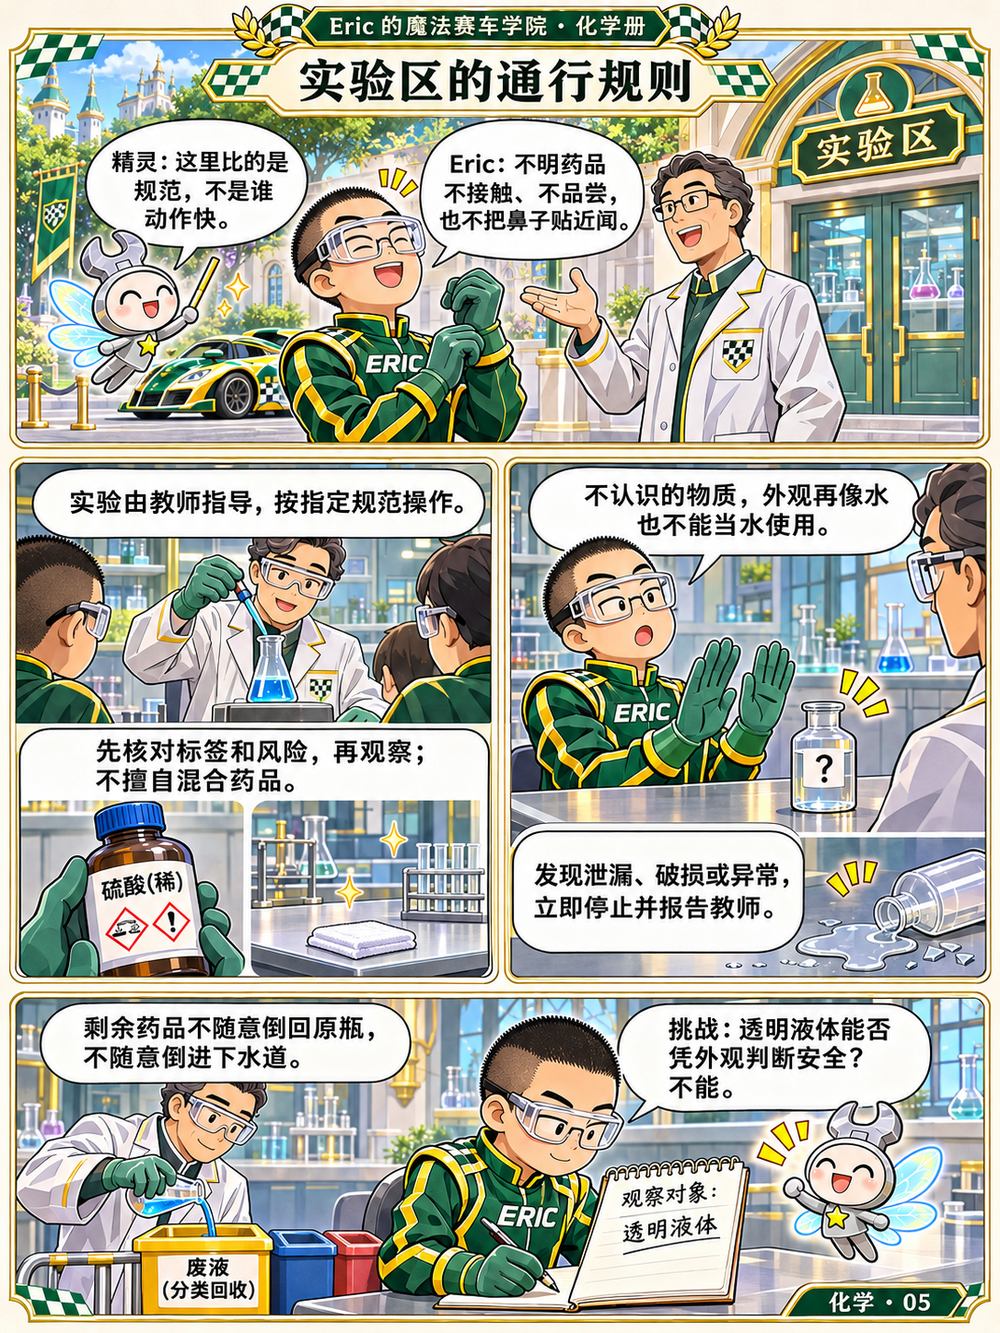 Eric 的魔法赛车学院 · 化学册
实验区的通行规则
实验区
精灵：这里比的是
规范，不是谁
动作快。
Eric：不明药品
不接触、不品尝，
也不把鼻子贴近闻。
ERIC
实验由教师指导，按指定规范操作。
先核对标签和风险，再观察；
不擅自混合药品。
硫酸(稀)
!
不认识的物质，外观再像水
也不能当水使用。
ERIC
?
发现泄漏、破损或异常，
立即停止并报告教师。
剩余药品不随意倒回原瓶，
不随意倒进下水道。
挑战：透明液体能否
凭外观判断安全？
不能。
ERIC
观察对象：
透明液体
废液
(分类回收)
化学 · 05